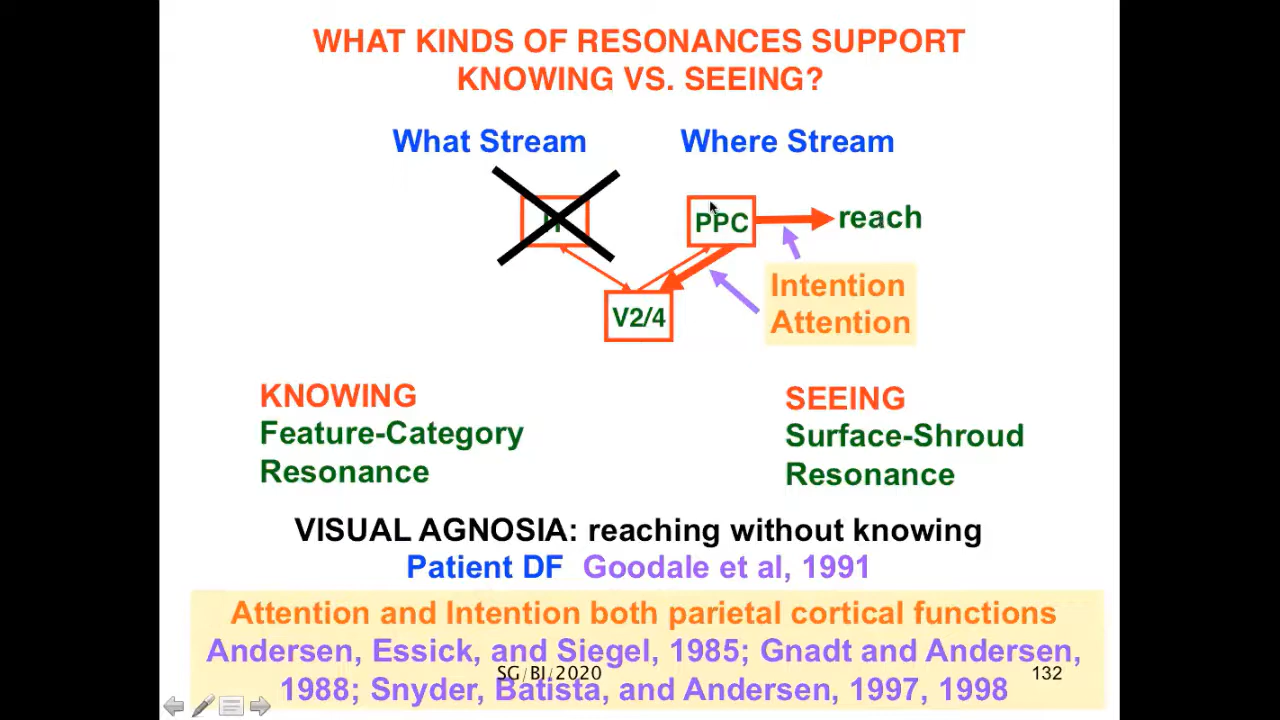 WHAT KINDS OF RESONANCES SUPPORT
KNOWING VS. SEEING?
What Stream
Where Stream
PPC
reach
V2/4
Intention
Attention
KNOWING
Feature-Category
Resonance
SEEING
Surface-Shroud
Resonance
VISUAL AGNOSIA: reaching without knowing
Patient DF Goodale et al, 1991
Attention and Intention both parietal cortical functions
Andersen, Essick, and Siegel, 1985; Gnadt and Andersen,
1988; Snyder, Batista, and Andersen, 1997, 1998
SG/BI/2020
132